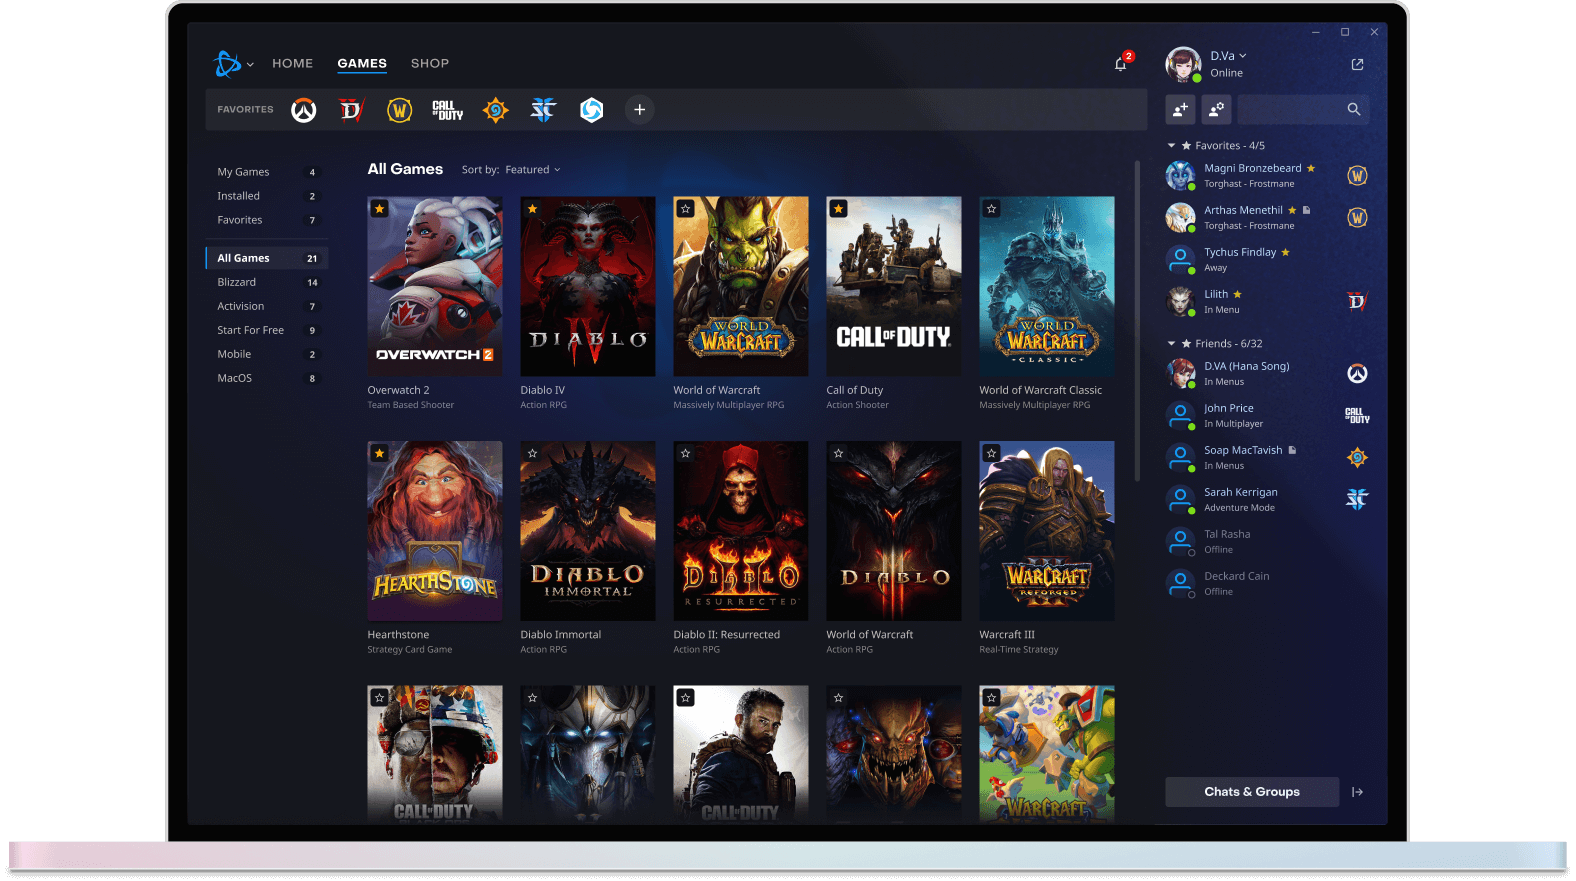 HOME GAMES SHOP
2
D.Va
Online
FAVORITES
CALL OF DUTY
My Games 4
Installed 2
Favorites 7
All Games 21
Blizzard 14
Activision 7
Start For Free 9
Mobile 2
MacOS 8
All Games Sort by: Featured
OVERWATCH 2
DIABLO IV
WORLD OF WARCRAFT
CALL OF DUTY.
WORLD OF WARCRAFT
CLASSIC
Overwatch 2
Team Based Shooter
Diablo IV
Action RPG
World of Warcraft
Massively Multiplayer RPG
Call of Duty
Action Shooter
World of Warcraft Classic
Massively Multiplayer RPG
HEARTHSTONE
DIABLO
IMMORTAL
DIABLO II
RESURRECTED
DIABLO III
WARCRAFT III
REFORGED
Hearthstone
Strategy Card Game
Diablo Immortal
Action RPG
Diablo II: Resurrected
Action RPG
World of Warcraft
Action RPG
Warcraft III
Real-Time Strategy
CALL OF DUTY
BLACK OPS
CALL OF DUTY
WARCRAFT
Favorites - 4/5
Magni Bronzebeard
Torghast - Frostmane
W
Arthas Menethil
Torghast - Frostmane
W
Tychus Findlay
Away
Lilith
In Menu
Friends - 6/32
D.VA (Hana Song)
In Menus
John Price
In Multiplayer
CALL OF DUTY
Soap MacTavish
In Menus
Sarah Kerrigan
Adventure Mode
Tal Rasha
Offline
Deckard Cain
Offline
Chats & Groups